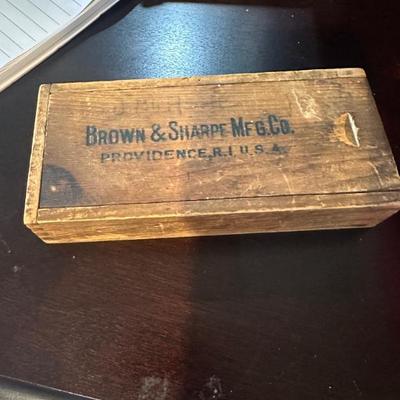 BROWN & SHARPE MFG. CO.
PROVIDENCE, R.I. U.S.A.